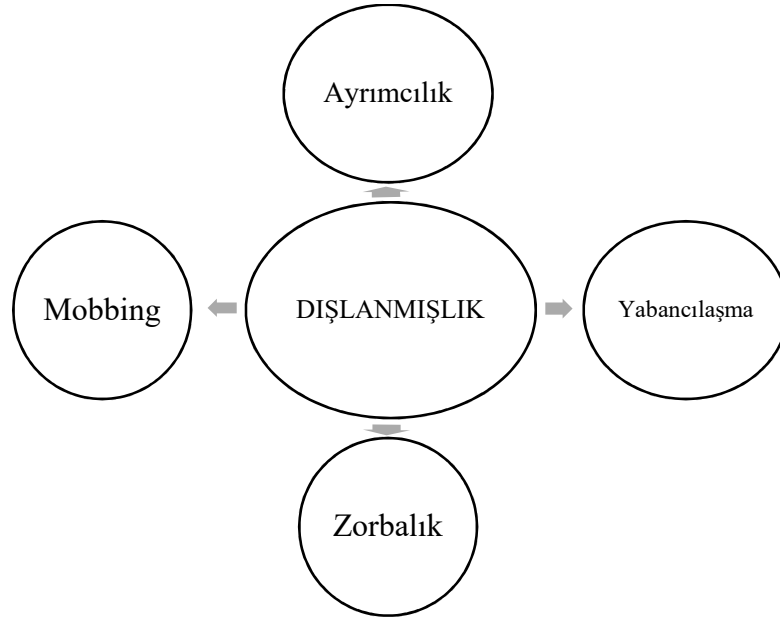 Ayrımcılık
Mobbing
DIŞLANMIŞLIK
Yabancılaşma
Zorbalık